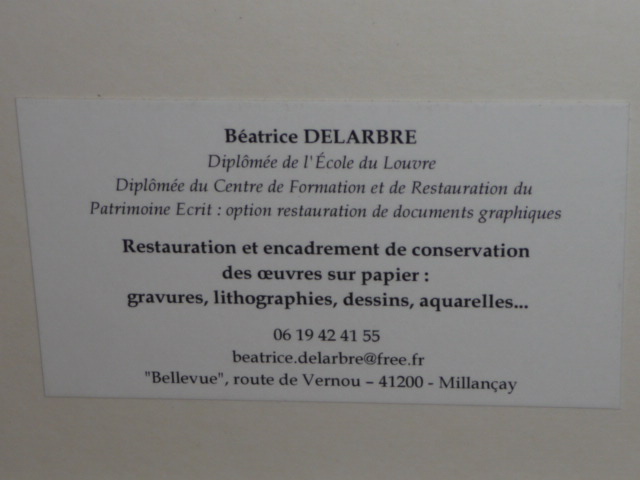 Béatrice DELARBRE
Diplômée de l'École du Louvre
Diplômée du Centre de Formation et de Restauration du
Patrimoine Ecrit : option restauration de documents graphiques
Restauration et encadrement de conservation
des œuvres sur papier :
gravures, lithographies, dessins, aquarelles...
06 19 42 41 55
beatrice.delarbre@free.fr
"Bellevue", route de Vernou – 41200 - Millançay